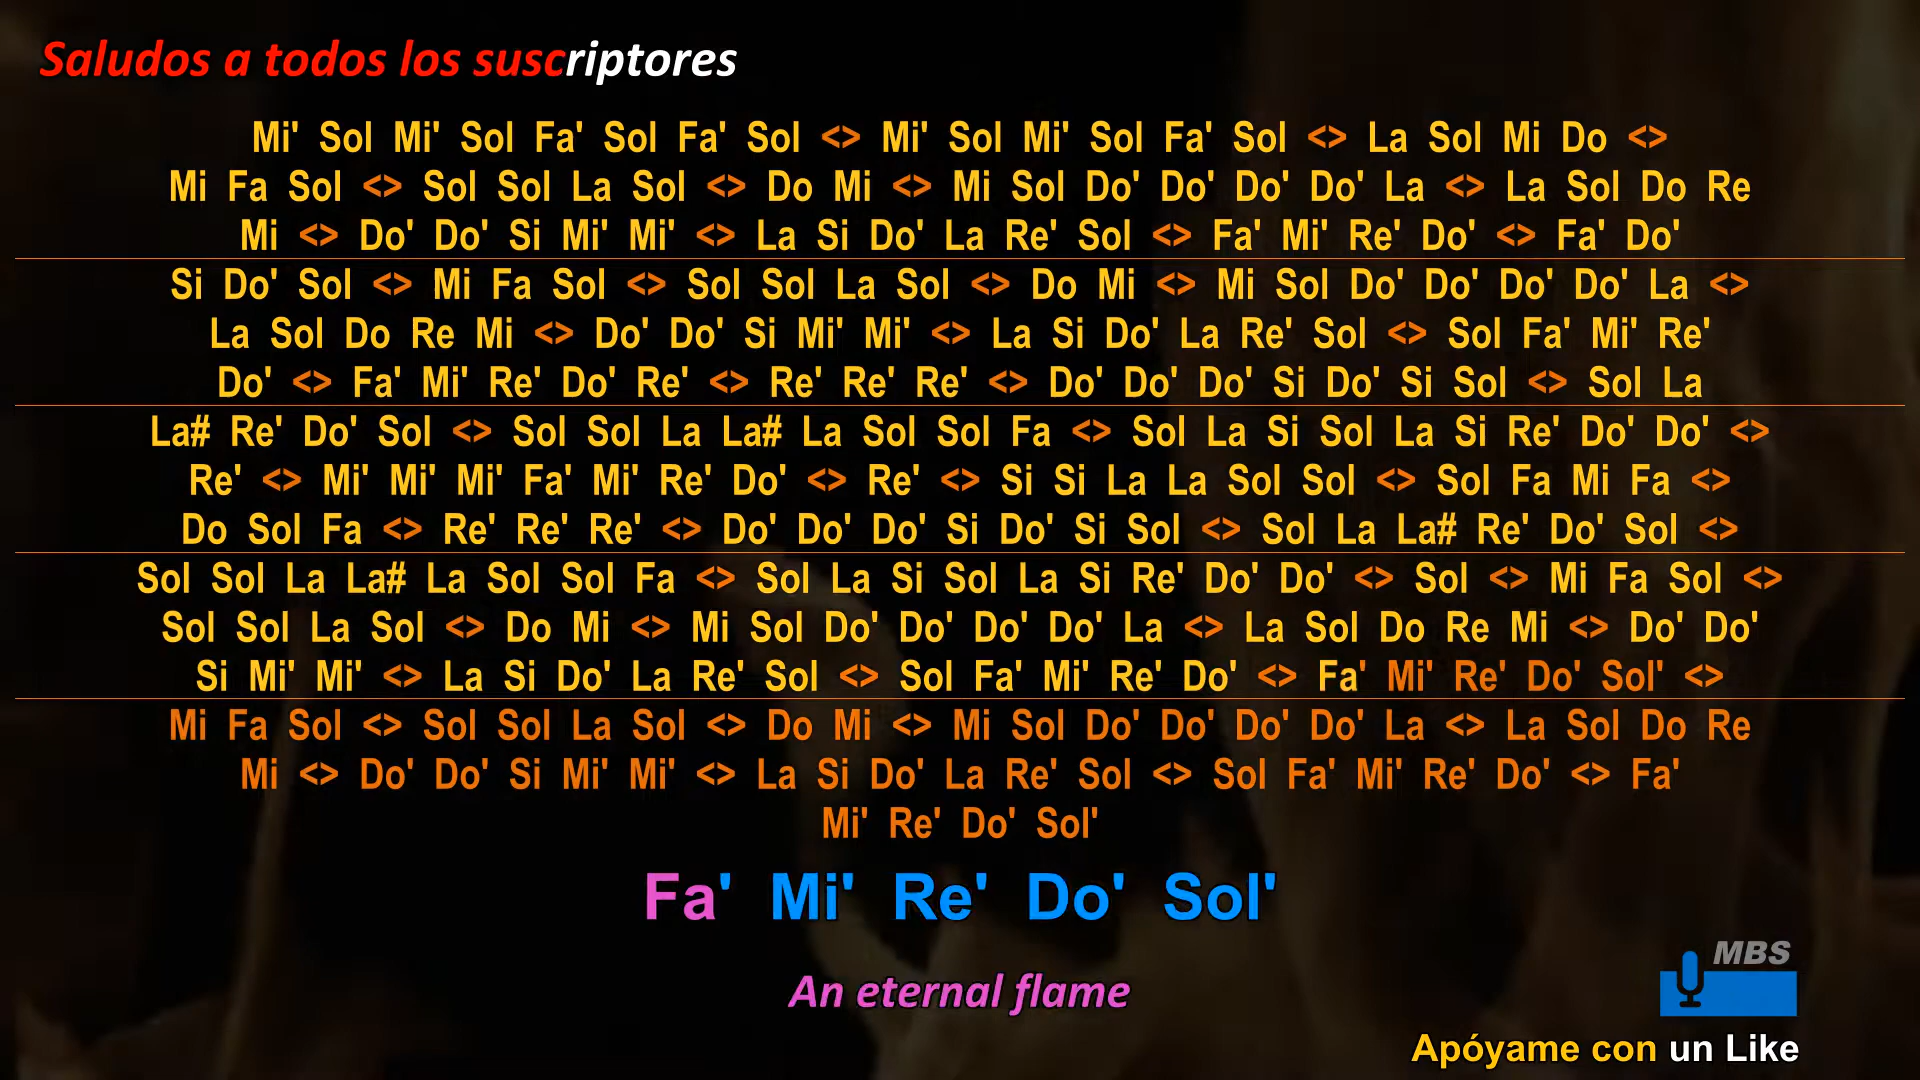 Saludos a todos los suscriptores
Mi' Sol Mi' Sol Fa' Sol Fa' Sol <> Mi' Sol Mi' Sol Fa' Sol <> La Sol Mi Do <>
Mi Fa Sol <> Sol Sol La Sol <> Do Mi <> Mi Sol Do' Do' Do' Do' La <> La Sol Do Re
Mi <> Do' Do' Si Mi' Mi' <> La Si Do' La Re' Sol <> Fa' Mi' Re' Do' <> Fa' Do'
Si Do' Sol <> Mi Fa Sol <> Sol Sol La Sol <> Do Mi <> Mi Sol Do' Do' Do' Do' La <>
La Sol Do Re Mi <> Do' Do' Si Mi' Mi' <> La Si Do' La Re' Sol <> Sol Fa' Mi' Re'
Do' <> Fa' Mi' Re' Do' Re' <> Re' Re' Re' <> Do' Do' Do' Si Do' Si Sol <> Sol La
La# Re' Do' Sol <> Sol Sol La La# La Sol Sol Fa <> Sol La Si Sol La Si Re' Do' Do' <>
Re' <> Mi' Mi' Mi' Fa' Mi' Re' Do' <> Re' <> Si Si La La Sol Sol <> Sol Fa Mi Fa <>
Do Sol Fa <> Re' Re' Re' <> Do' Do' Do' Si Do' Si Sol <> Sol La La# Re' Do' Sol <>
Sol Sol La La# La Sol Sol Fa <> Sol La Si Sol La Si Re' Do' Do' <> Sol <> Mi Fa Sol <>
Sol Sol La Sol <> Do Mi <> Mi Sol Do' Do' Do' Do' La <> La Sol Do Re Mi <> Do' Do'
Si Mi' Mi' <> La Si Do' La Re' Sol <> Sol Fa' Mi' Re' Do' <> Fa' Mi' Re' Do' Sol' <>
Mi Fa Sol <> Sol Sol La Sol <> Do Mi <> Mi Sol Do' Do' Do' Do' La <> La Sol Do Re
Mi <> Do' Do' Si Mi' Mi' <> La Si Do' La Re' Sol <> Sol Fa' Mi' Re' Do' <> Fa'
Mi' Re' Do' Sol'
Fa' Mi' Re' Do' Sol'
An eternal flame
MBS
Apóyame con un Like